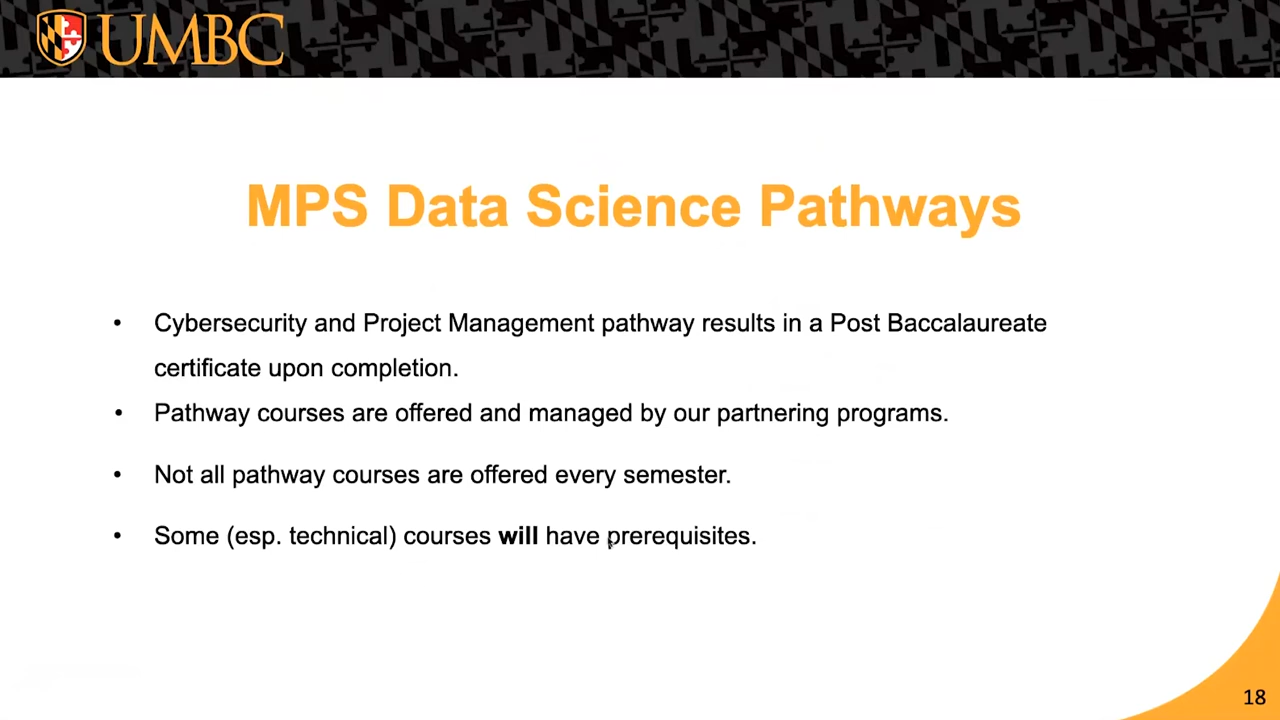 UMBC
MPS Data Science Pathways
• Cybersecurity and Project Management pathway results in a Post Baccalaureate
certificate upon completion.
• Pathway courses are offered and managed by our partnering programs.
• Not all pathway courses are offered every semester.
• Some (esp. technical) courses will have prerequisites.
18